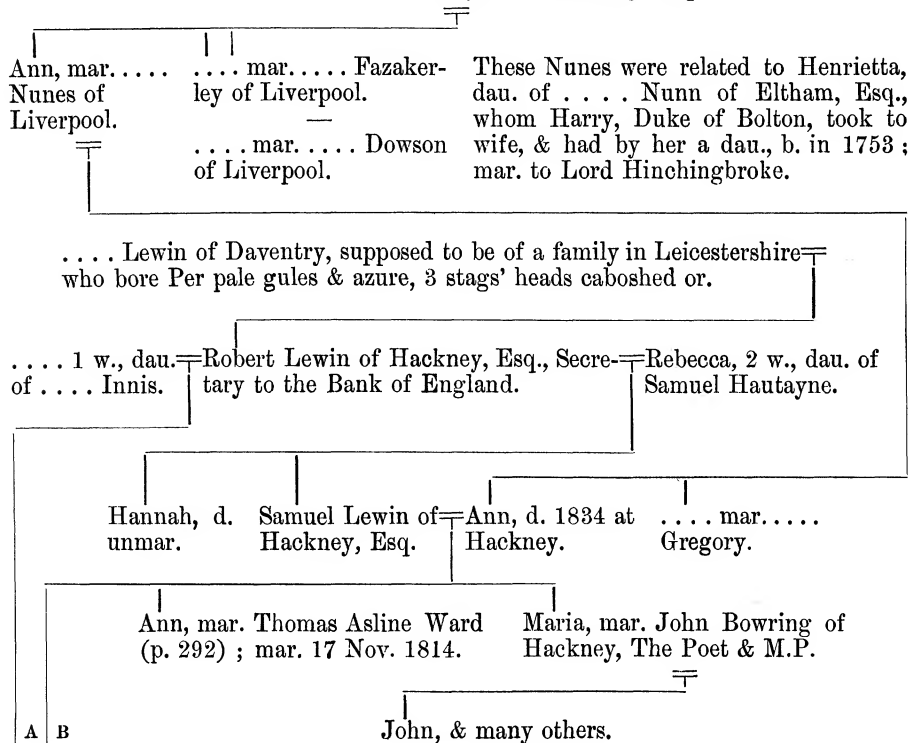 Ann, mar. . . . .
Nunes of
Liverpool.
. . . . mar. . . . . Fazaker-
ley of Liverpool.
—
. . . . mar. . . . . Dowson
of Liverpool.
These Nunes were related to Henrietta,
dau. of . . . . Nunn of Eltham, Esq.,
whom Harry, Duke of Bolton, took to
wife, & had by her a dau., b. in 1753 ;
mar. to Lord Hinchingbroke.
. . . . Lewin of Daventry, supposed to be of a family in Leicestershire
who bore Per pale gules & azure, 3 stags' heads caboshed or.
. . . . 1 w., dau.
of . . . . Innis.
Robert Lewin of Hackney, Esq., Secre-
tary to the Bank of England.
Rebecca, 2 w., dau. of
Samuel Hautayne.
Hannah, d.
unmar.
Samuel Lewin of
Hackney, Esq.
Ann, d. 1834 at
Hackney.
. . . . mar. . . . .
Gregory.
Ann, mar. Thomas Asline Ward
(p. 292) ; mar. 17 Nov. 1814.
Maria, mar. John Bowring of
Hackney, The Poet & M.P.
A B
John, & many others.